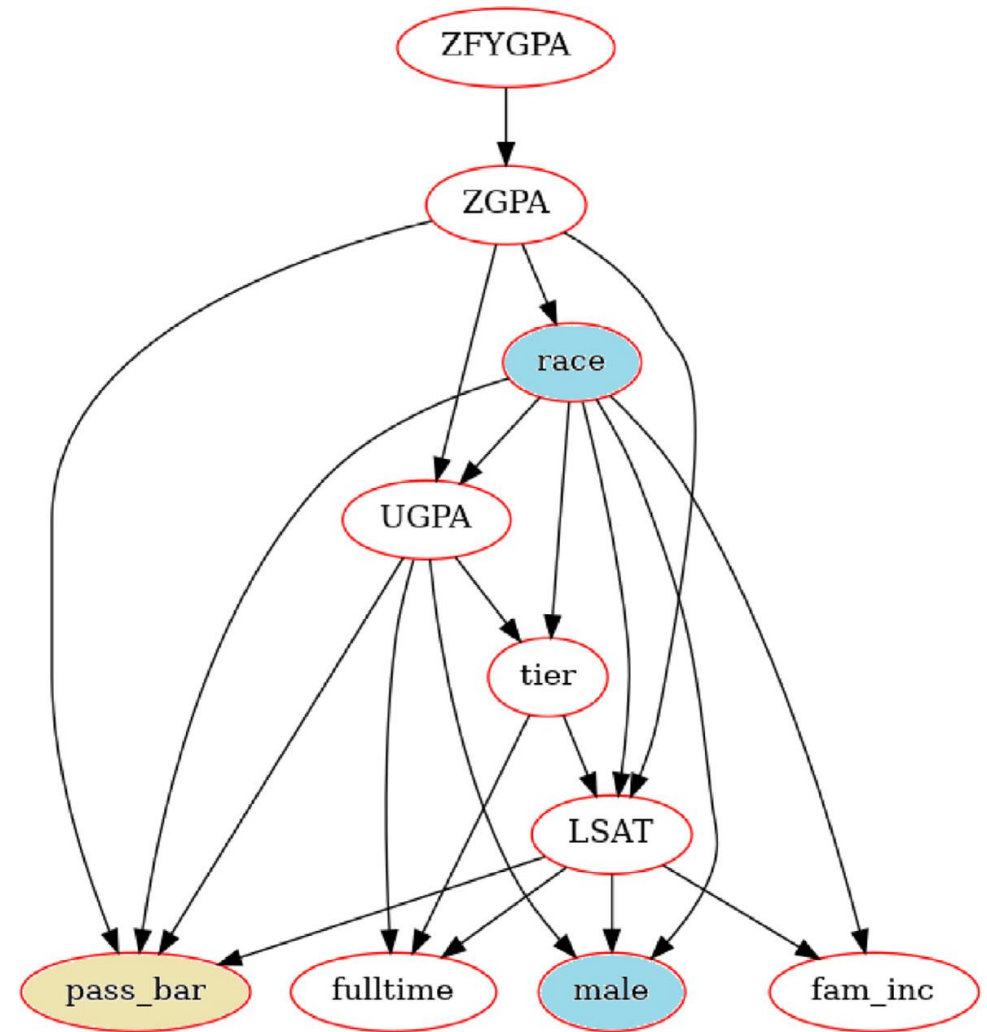 ZFYGPA
ZGPA
race
UGPA
tier
LSAT
pass_bar
fulltime
male
fam_inc